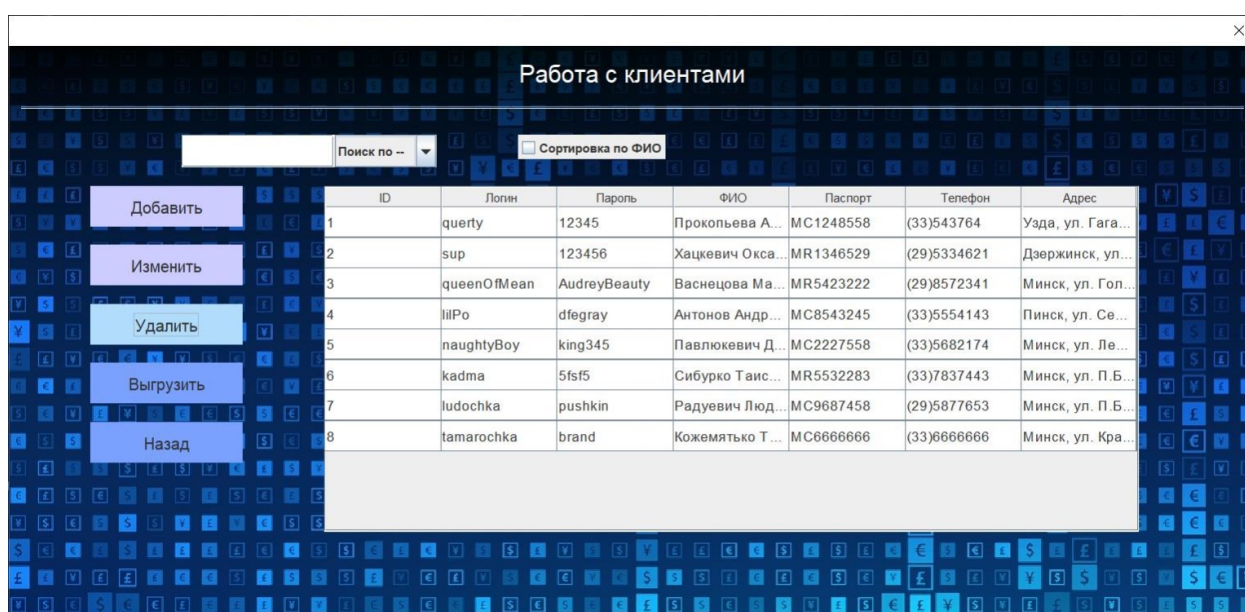 Работа с клиентами
Поиск по -- Сортировка по ФИО
Добавить
Изменить
Удалить
Выгрузить
Назад
ID Логин Пароль ФИО Паспорт Телефон Адрес
1 querty 12345 Прокопьева А... MC1248558 (33)543764 Узда, ул. Гага...
2 sup 123456 Хацкевич Окса... MR1346529 (29)5334621 Дзержинск, ул...
3 queenOfMean AudreyBeauty Васнецова Ма... MR5423222 (29)8572341 Минск, ул. Гол...
4 lilPo dfegray Антонов Андр... MC8543245 (33)5554143 Пинск, ул. Се...
5 naughtyBoy king345 Павлюкевич Д... MC2227558 (33)5682174 Минск, ул. Ле...
6 kadma 5fsf5 Сибурко Таис... MR5532283 (33)7837443 Минск, ул. П.Б...
7 ludochka pushkin Радуевич Люд... MC9687458 (29)5877653 Минск, ул. П.Б...
8 tamarochka brand Кожемятько Т... MC6666666 (33)6666666 Минск, ул. Кра...